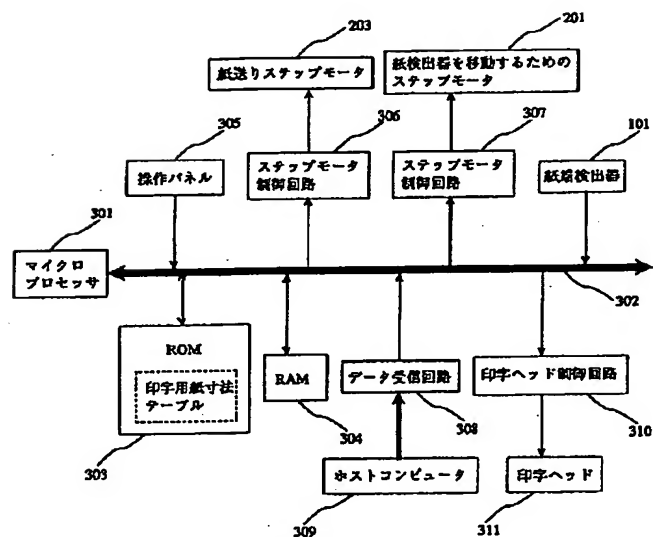 203
201
紙送りステップモータ
紙検出器を移動するための
ステップモータ
305
306
307
101
操作パネル
ステップモータ
制御回路
ステップモータ
制御回路
紙端検出器
301
マイクロ
プロセッサ
302
ROM
印字用紙寸法
テーブル
RAM
データ受信回路
印字ヘッド制御回路
303
304
308
310
ホストコンピュータ
印字ヘッド
309
311